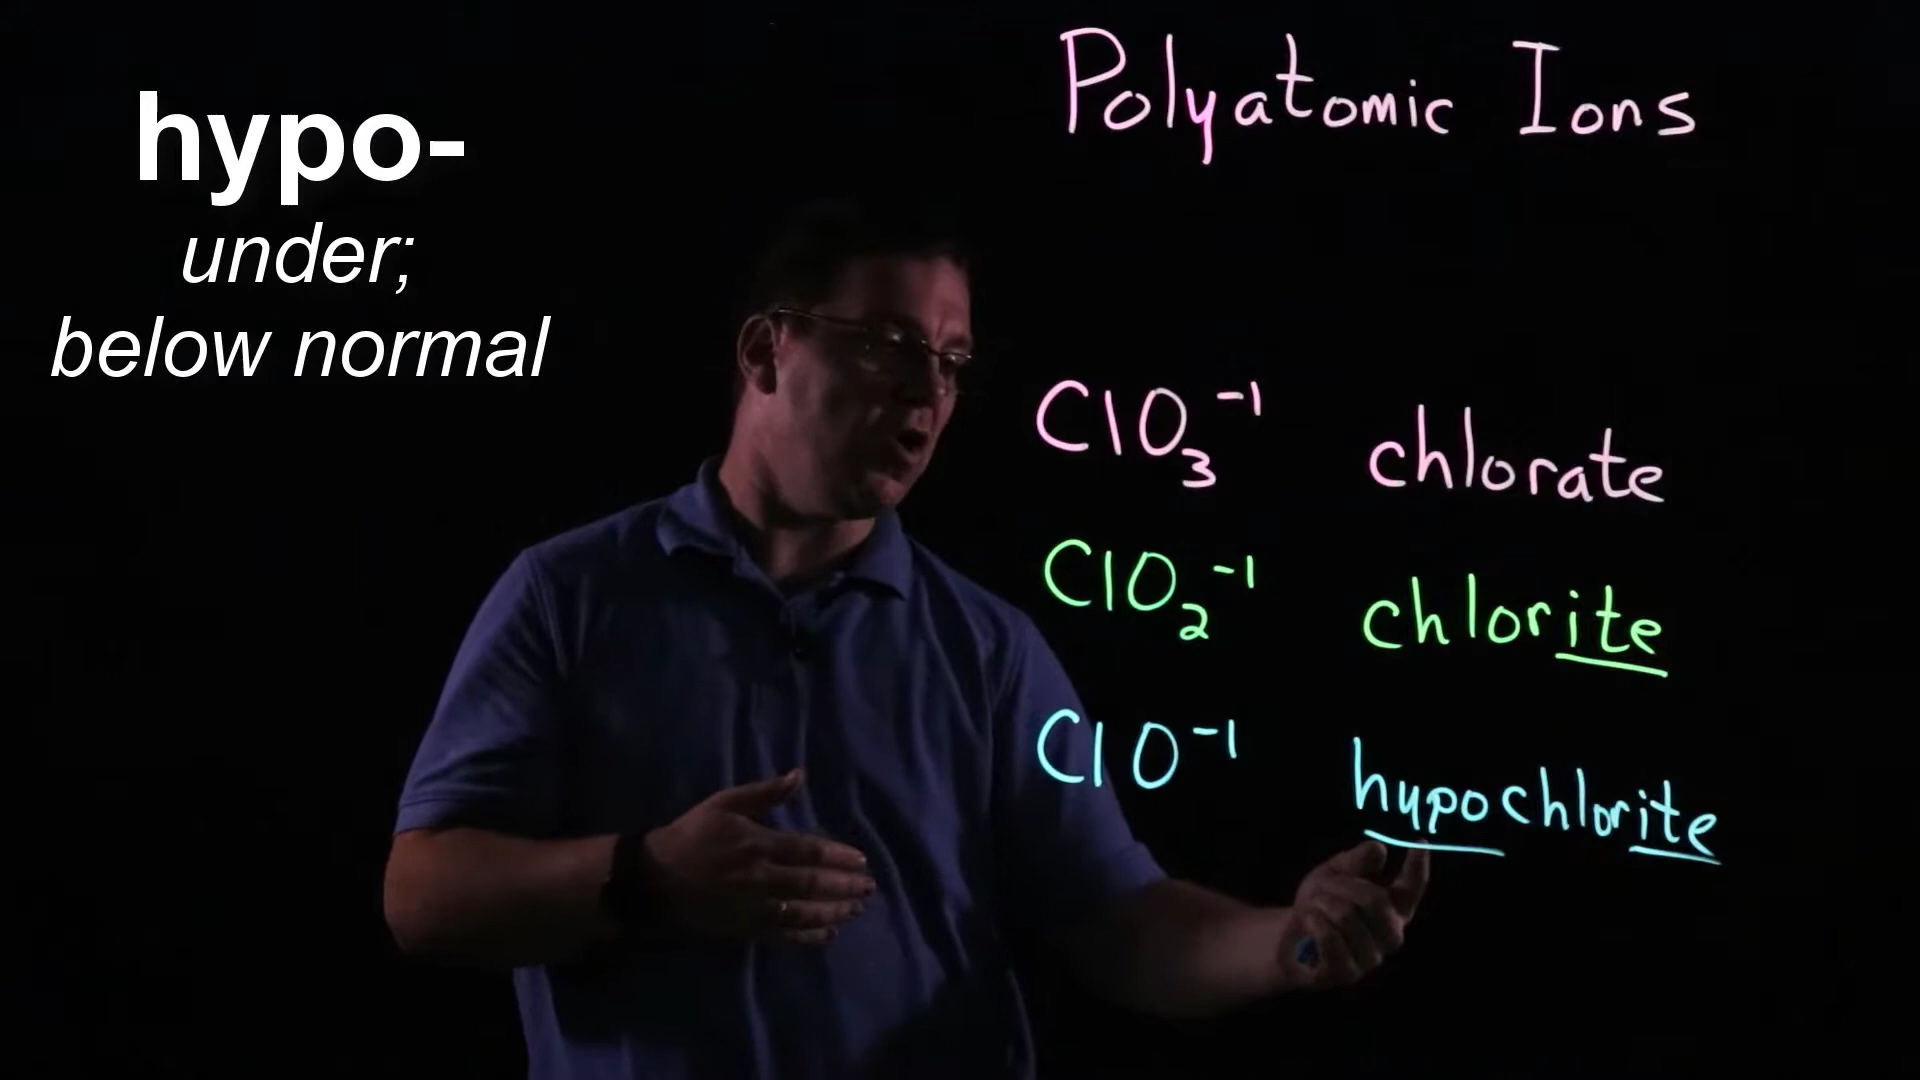 hypo-
under;
below normal
Polyatomic Ions
ClO₃⁻¹ chlorate
ClO₂⁻¹ chlorite
ClO⁻¹ hypochlorite